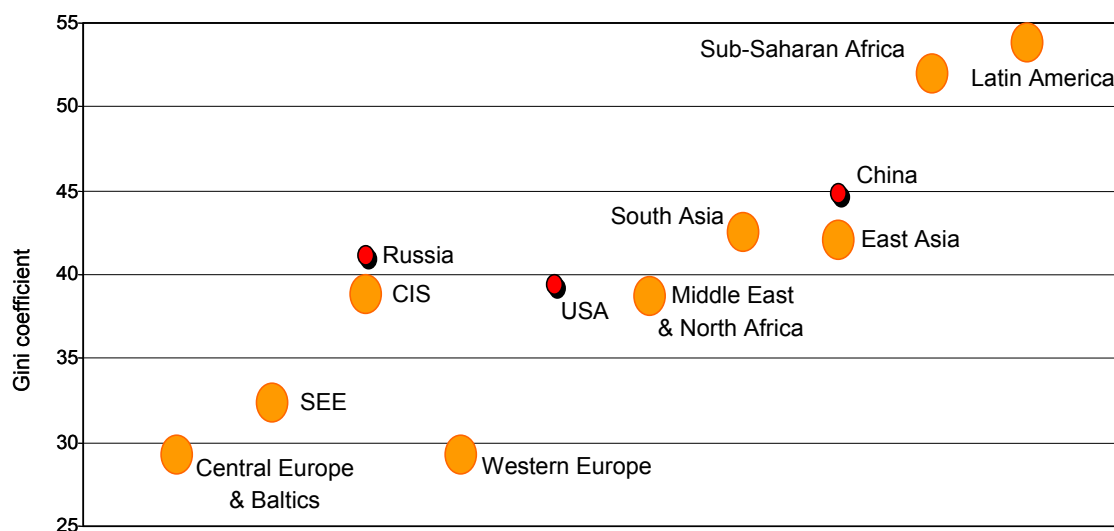 55
Sub-Saharan Africa
Latin America
50
China
45
South Asia
East Asia
Russia
40
CIS
USA
Middle East
& North Africa
35
SEE
30
Central Europe
& Baltics
Western Europe
25
Gini coefficient